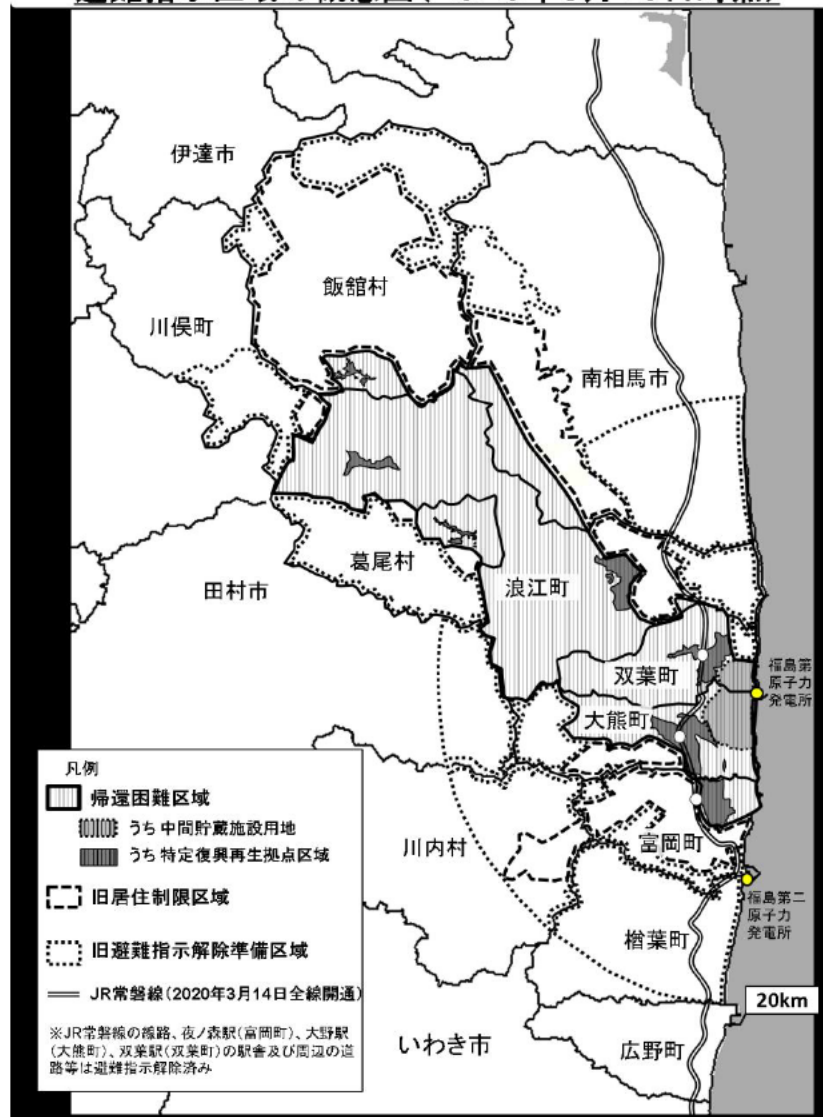 伊達市
飯舘村
川俣町
南相馬市
葛尾村
田村市
浪江町
双葉町
福島第一
原子力
発電所
大熊町
川内村
富岡町
福島第二
原子力
発電所
楢葉町
20km
いわき市
広野町
凡例
帰還困難区域
うち中間貯蔵施設用地
うち特定復興再生拠点区域
旧居住制限区域
旧避難指示解除準備区域
JR常磐線(2020年3月14日全線開通)
※JR常磐線の線路、夜ノ森駅(富岡町)、大野駅
(大熊町)、双葉駅(双葉町)の駅舎及び周辺の道
路等は避難指示解除済み